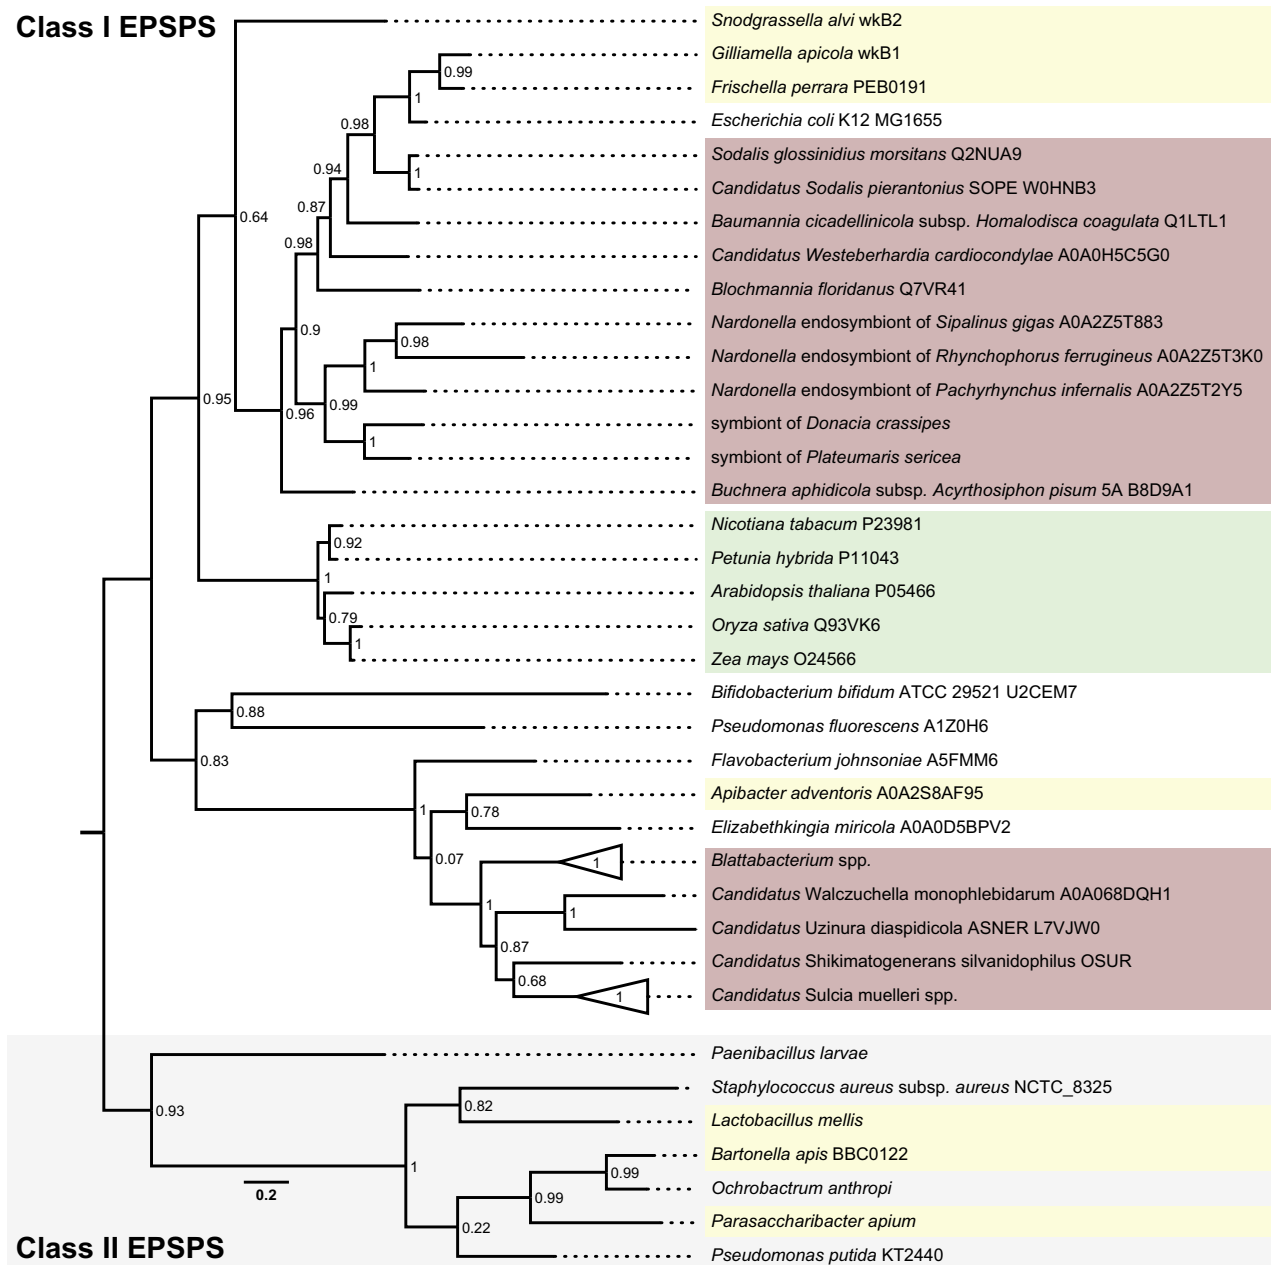 Class I EPSPS
Snodgrassella alvi wkB2
Gilliamella apicola wkB1
0.99
Frischella perrara PEB0191
1
Escherichia coli K12 MG1655
0.98
Sodalis glossinidius morsitans Q2NUA9
0.94
1
Candidatus Sodalis pierantonius SOPE W0HNB3
0.87
0.64
Baumannia cicadellinicola subsp. Homalodisca coagulata Q1LTL1
0.98
Candidatus Westeberhardia cardiocondylae A0A0H5C5G0
Blochmannia floridanus Q7VR41
0.9
Nardonella endosymbiont of Sipalinus gigas A0A2Z5T883
0.98
Nardonella endosymbiont of Rhynchophorus ferrugineus A0A2Z5T3K0
1
Nardonella endosymbiont of Pachyrhynchus infernalis A0A2Z5T2Y5
0.95
0.99
0.96
symbiont of Donacia crassipes
1
symbiont of Plateumaris sericea
Buchnera aphidicola subsp. Acyrthosiphon pisum 5A B8D9A1
Nicotiana tabacum P23981
0.92
Petunia hybrida P11043
1
Arabidopsis thaliana P05466
0.79
Oryza sativa Q93VK6
1
Zea mays O24566
Bifidobacterium bifidum ATCC 29521 U2CEM7
0.88
Pseudomonas fluorescens A1Z0H6
0.83
Flavobacterium johnsoniae A5FMM6
Apibacter adventoris A0A2S8AF95
1
0.78
Elizabethkingia miricola A0A0D5BPV2
0.07
1
Blattabacterium spp.
Candidatus Walczuchella monophlebidarum A0A068DQH1
1
1
Candidatus Uzinura diaspidicola ASNER L7VJW0
0.87
Candidatus Shikimatogenerans silvanidophilus OSUR
0.68
1
Candidatus Sulcia muelleri spp.
Paenibacillus larvae
Staphylococcus aureus subsp. aureus NCTC_8325
0.93
0.82
Lactobacillus mellis
Bartonella apis BBC0122
1
0.99
Ochrobactrum anthropi
0.2
0.99
Parasaccharibacter apium
0.22
Class II EPSPS
Pseudomonas putida KT2440